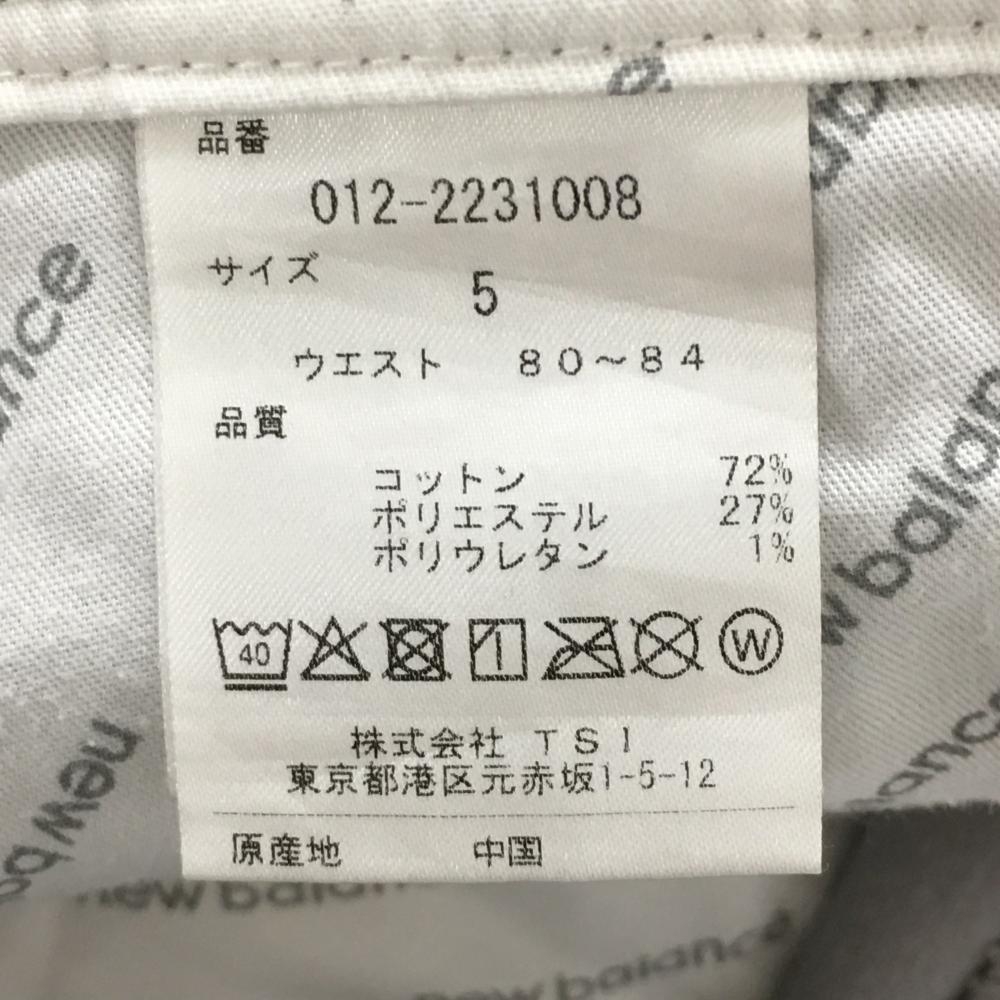 品番
012-2231008
サイズ 5
ウエスト 80~84
品質
コットン 72%
ポリエステル 27%
ポリウレタン 1%
40 W
株式会社 TSI
東京都港区元赤坂1-5-12
原産地 中国
new balance
new balance
new balance